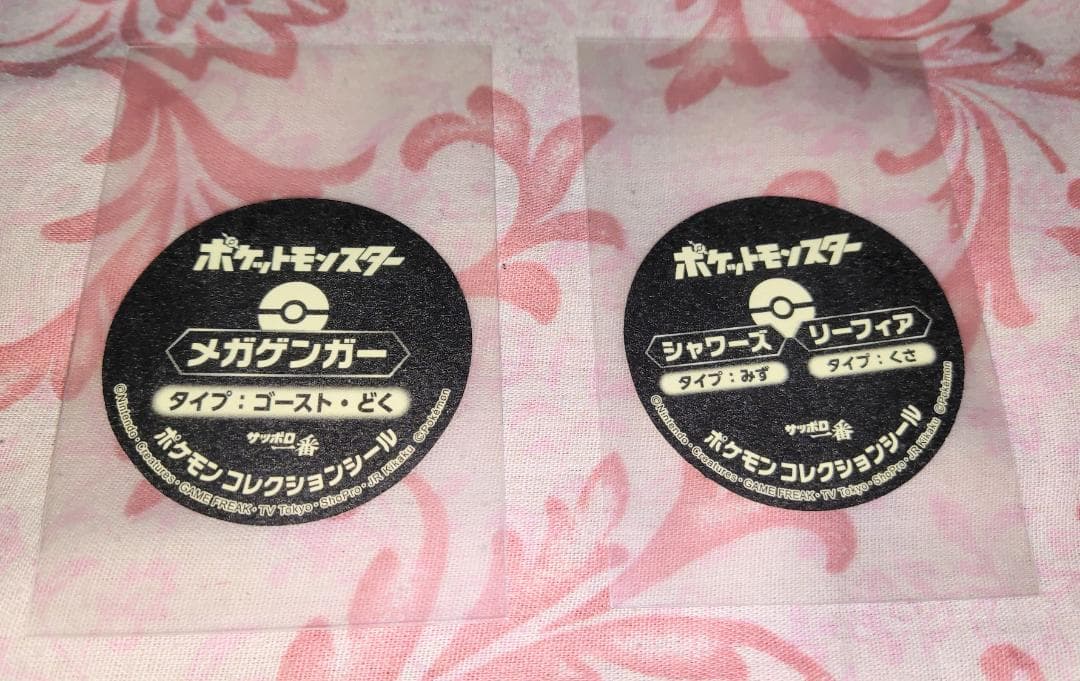 ポケットモンスター
メガゲンガー
タイプ：ゴースト・どく
サッポロ一番
ポケモン コレクションシール
©Nintendo・Creatures・GAME FREAK・TV Tokyo・ShoPro・JR Kikaku ©Pokémon
ポケットモンスター
シャワーズ
リーフィア
タイプ：みず
タイプ：くさ
サッポロ一番
ポケモン コレクションシール
©Nintendo・Creatures・GAME FREAK・TV Tokyo・ShoPro・JR Kikaku ©Pokémon